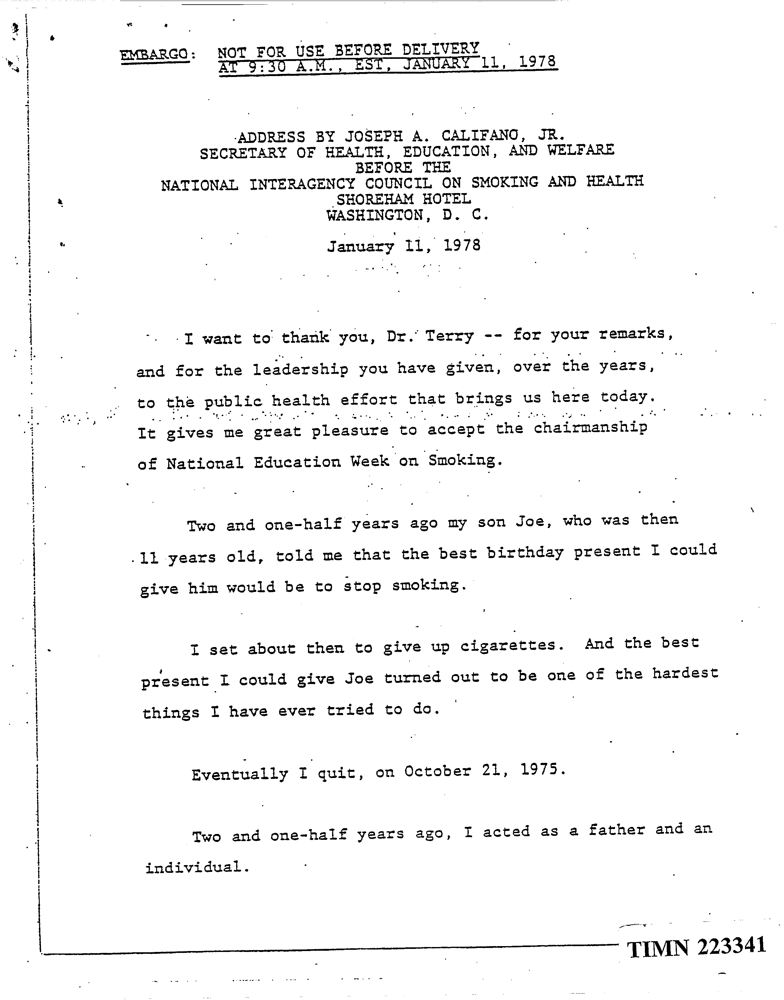 EMBARGO: NOT FOR USE BEFORE DELIVERY
AT 9:30 A.M., EST, JANUARY 11, 1978
ADDRESS BY JOSEPH A. CALIFANO, JR.
SECRETARY OF HEALTH, EDUCATION, AND WELFARE
BEFORE THE
NATIONAL INTERAGENCY COUNCIL ON SMOKING AND HEALTH
SHOREHAM HOTEL
WASHINGTON, D. C.
January 11, 1978
I want to thank you, Dr. Terry -- for your remarks,
and for the leadership you have given, over the years,
to the public health effort that brings us here today.
It gives me great pleasure to accept the chairmanship
of National Education Week on Smoking.
Two and one-half years ago my son Joe, who was then
11 years old, told me that the best birthday present I could
give him would be to stop smoking.
I set about then to give up cigarettes. And the best
present I could give Joe turned out to be one of the hardest
things I have ever tried to do.
Eventually I quit, on October 21, 1975.
Two and one-half years ago, I acted as a father and an
individual.
TIMN 223341